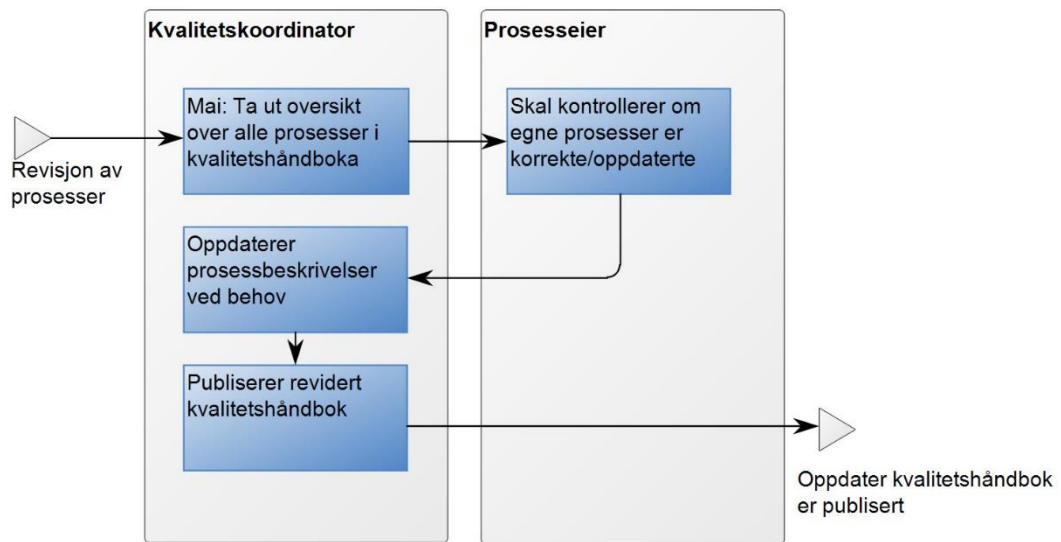 Kvalitetskoordinator
Prosesseier
Revisjon av
prosesser
Mai: Ta ut oversikt
over alle prosesser i
kvalitetshåndboka
Skal kontrollerer om
egne prosesser er
korrekte/oppdaterte
Oppdaterer
prosessbeskrivelser
ved behov
Publiserer revidert
kvalitetshåndbok
Oppdater kvalitetshåndbok
er publisert